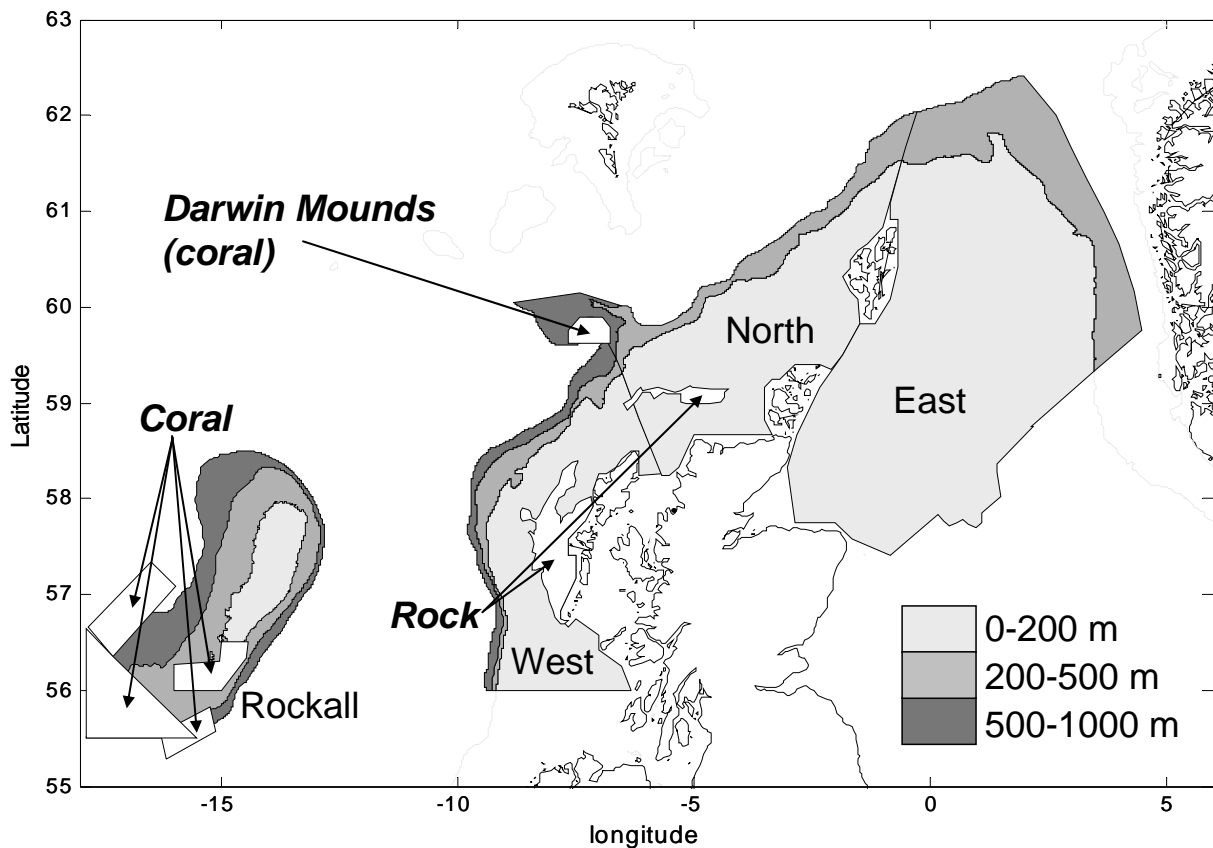 63
62
61
60
59
58
57
56
55
Latitude
-15
-10
-5
0
5
longitude
Darwin Mounds
(coral)
North
East
Coral
Rock
West
Rockall
0-200 m
200-500 m
500-1000 m